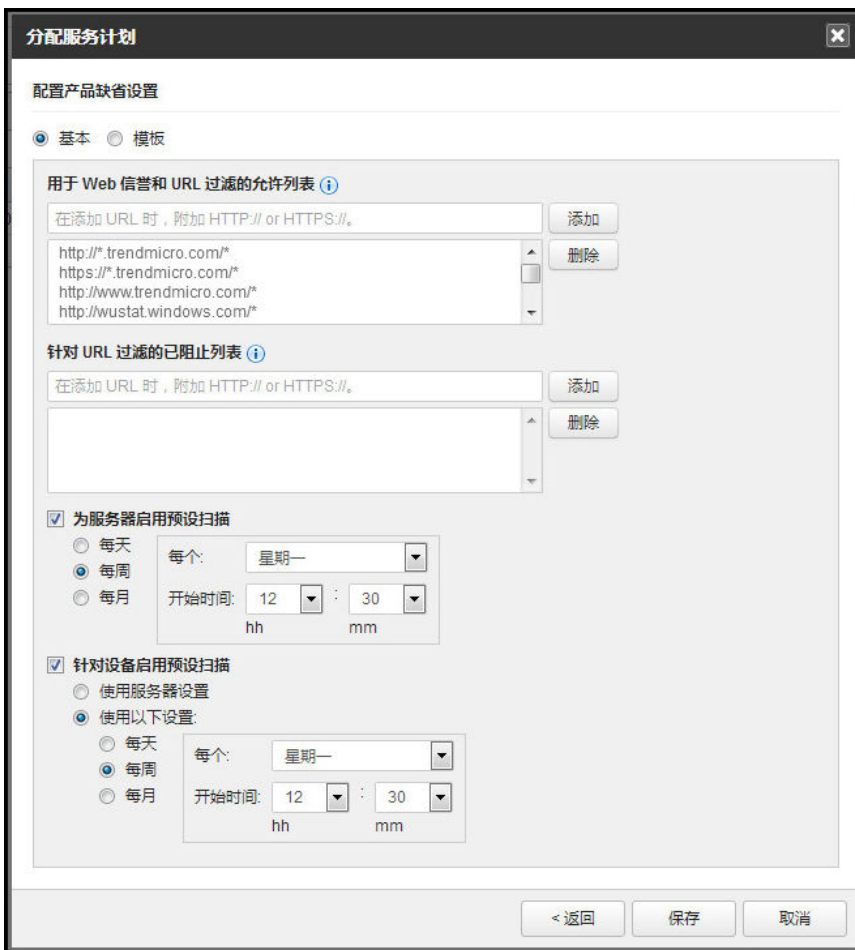 分配服务计划
配置产品缺省设置
基本 模板
用于 Web 信誉和 URL 过滤的允许列表
在添加 URL 时，附加 HTTP:// or HTTPS://。 添加
http://*.trendmicro.com/* 删除
https://*.trendmicro.com/*
http://www.trendmicro.com/*
http://wustat.windows.com/*
针对 URL 过滤的已阻止列表
在添加 URL 时，附加 HTTP:// or HTTPS://。 添加
删除
为服务器启用预设扫描
每天
每个: 星期一
每周
每月 开始时间: 12 : 30
hh mm
针对设备启用预设扫描
使用服务器设置
使用以下设置:
每天
每个: 星期一
每周
每月 开始时间: 12 : 30
hh mm
<返回 保存 取消